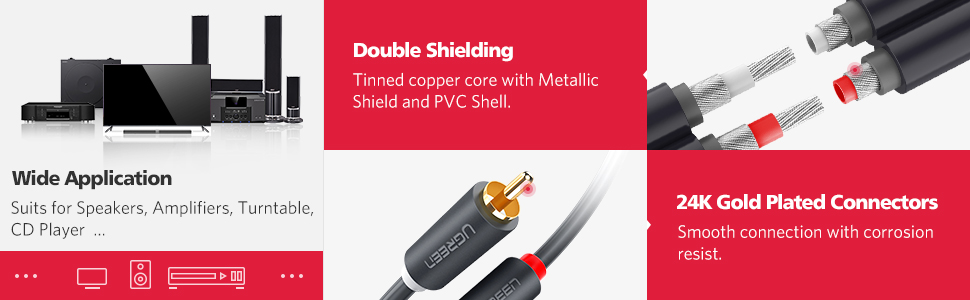 Wide Application
Suits for Speakers, Amplifiers, Turntable,
CD Player ...
Double Shielding
Tinned copper core with Metallic
Shield and PVC Shell.
UGREEN
24K Gold Plated Connectors
Smooth connection with corrosion
resist.